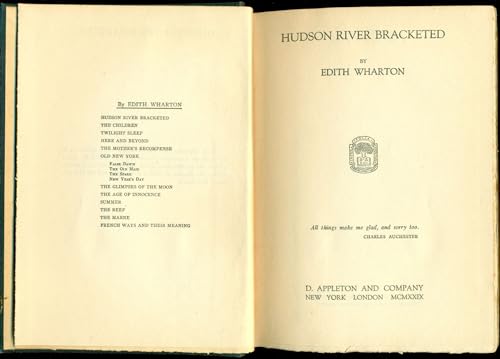 By EDITH WHARTON
HUDSON RIVER BRACKETED
THE CHILDREN
TWILIGHT SLEEP
HERE AND BEYOND
THE MOTHER'S RECOMPENSE
OLD NEW YORK
False Dawn
The Old Maid
The Spark
New Year's Day
THE GLIMPSES OF THE MOON
THE AGE OF INNOCENCE
SUMMER
THE REEF
THE MARNE
FRENCH WAYS AND THEIR MEANING
HUDSON RIVER BRACKETED
BY
EDITH WHARTON
All things make me glad, and sorry too.
CHARLES AUCHESTER
D. APPLETON AND COMPANY
NEW YORK LONDON MCMXXIX